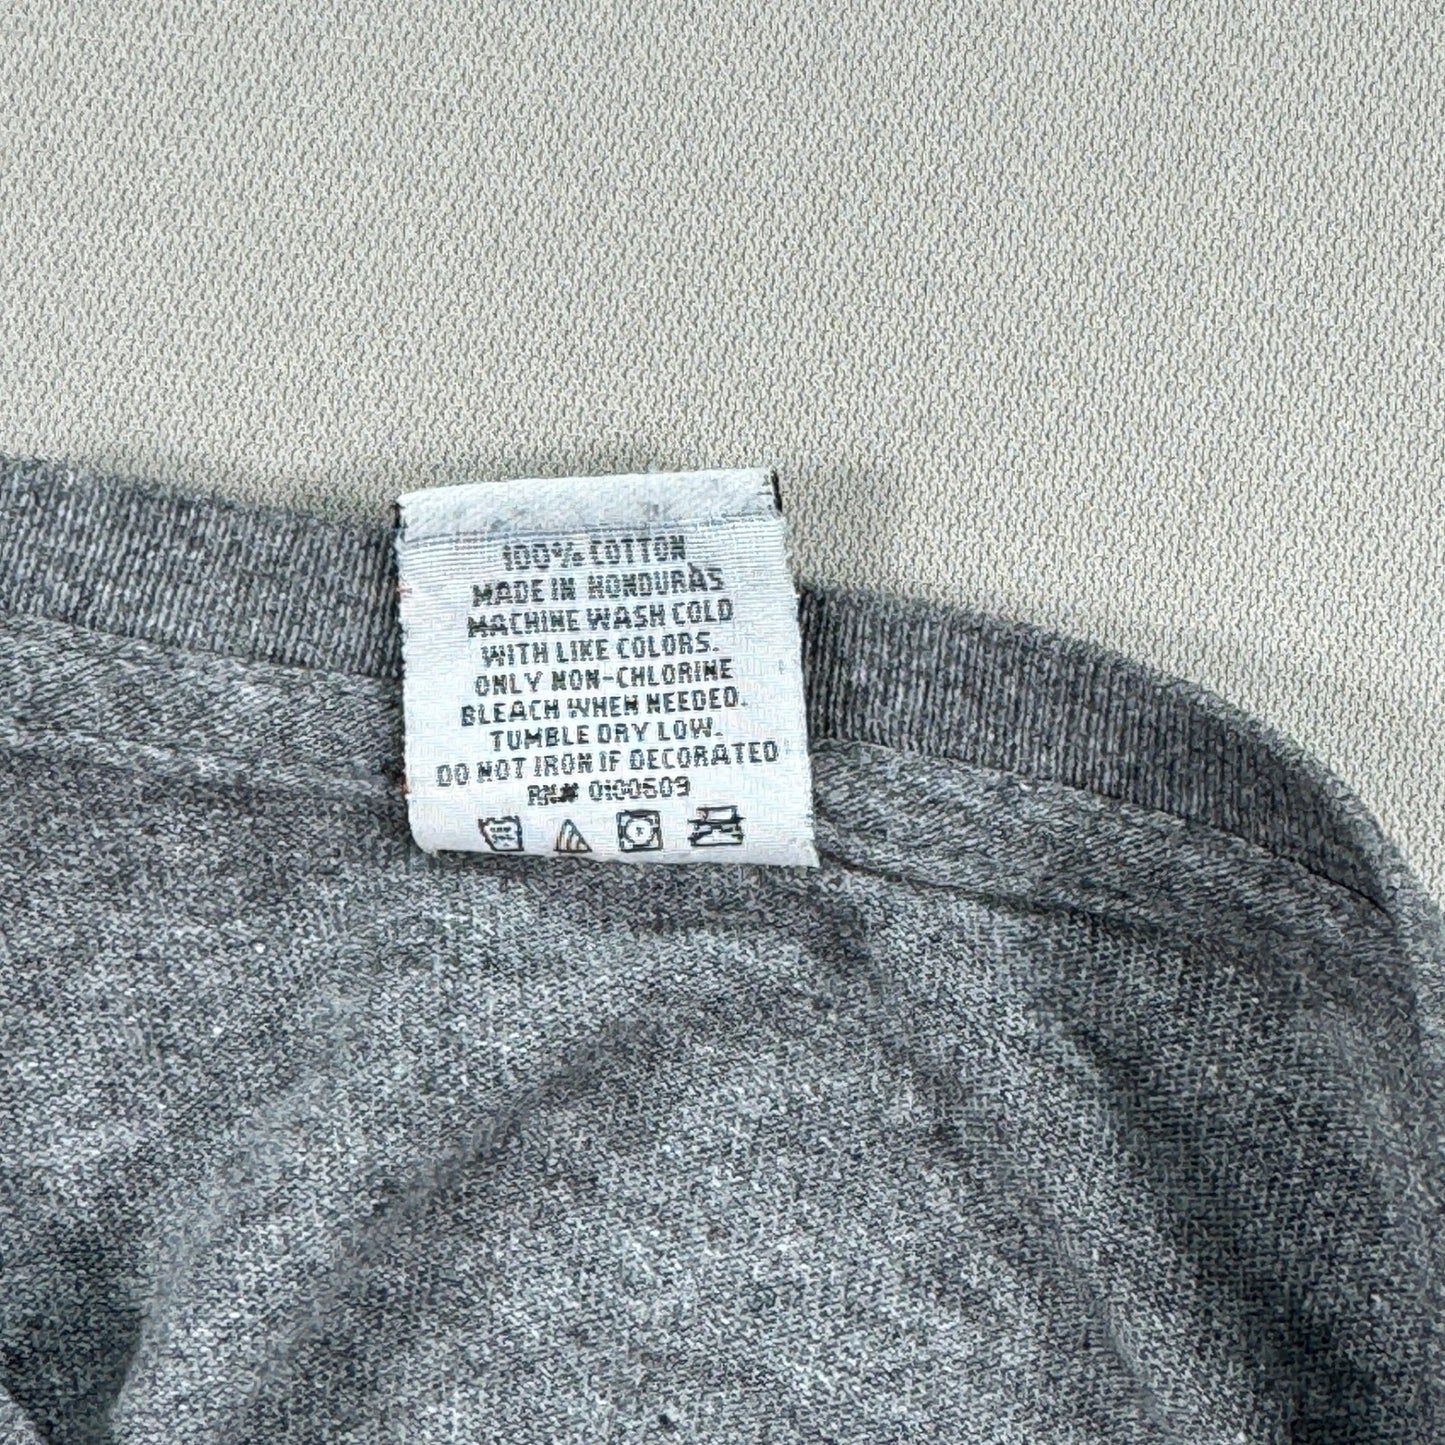 100% COTTON
MADE IN HONDURAS
MACHINE WASH COLD
WITH LIKE COLORS.
ONLY NON-CHLORINE
BLEACH WHEN NEEDED.
TUMBLE DRY LOW.
DO NOT IRON IF DECORATED
RN# 0100509